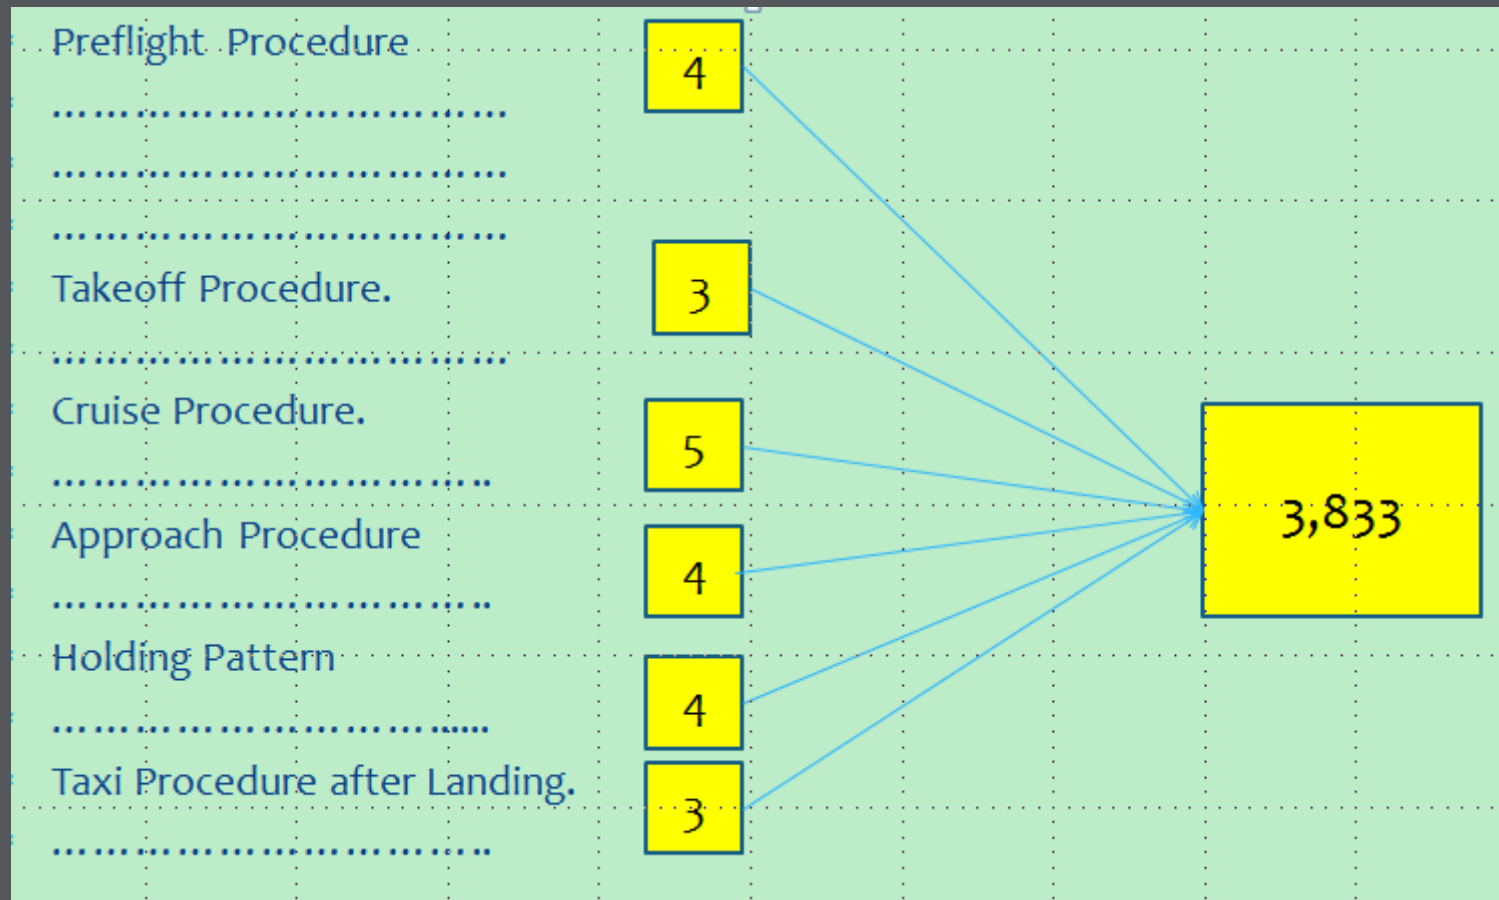 Preflight Procedure
4
……………………………
……………………………
……………………………
Takeoff Procedure.
3
……………………………
Cruise Procedure.
5
…………………………..
Approach Procedure
4
…………………………..
3,833
Holding Pattern
4
………………………......
Taxi Procedure after Landing.
3
…………………………..